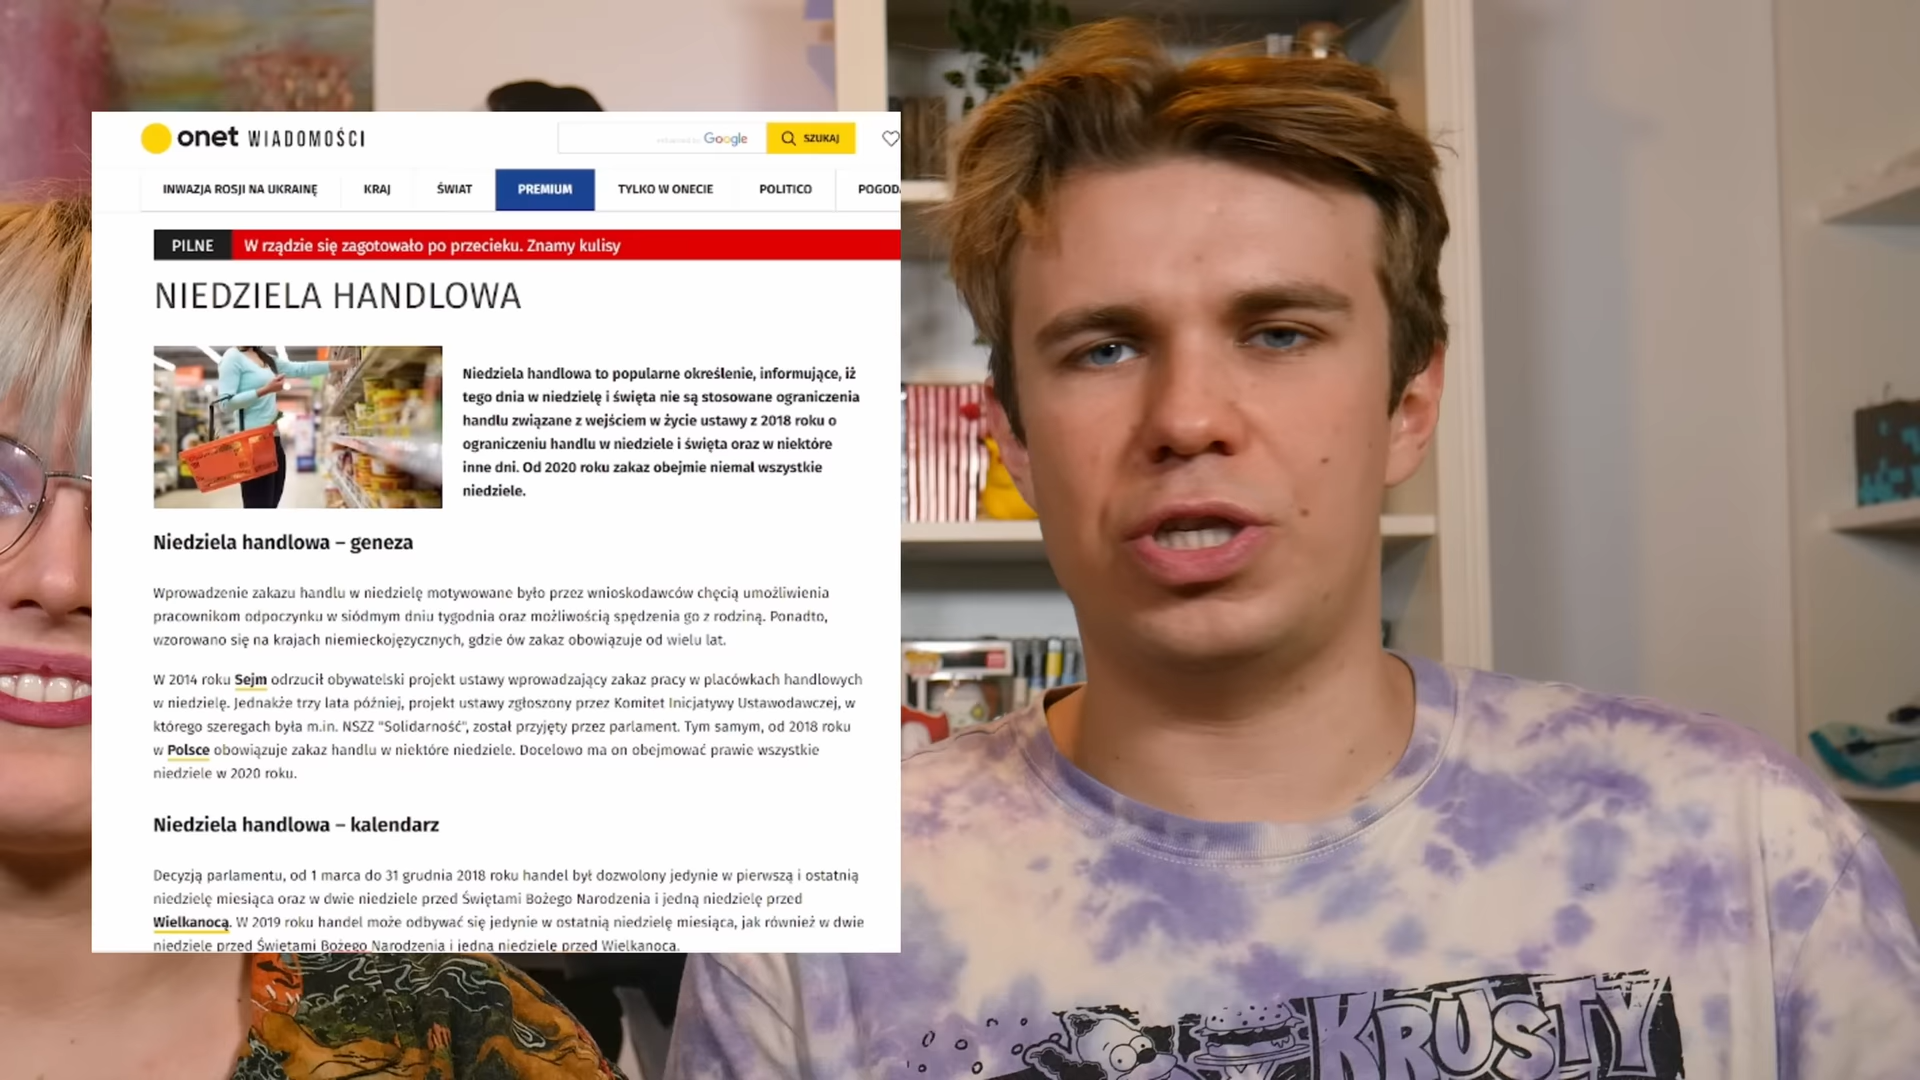 onet WIADOMOŚCI
Google
SZUKAJ
INWAZJA ROSJI NA UKRAINĘ KRAJ ŚWIAT PREMIUM TYLKO W ONECIE POLITICO POGODA
PILNE W rządzie się zagotowało po przecieku. Znamy kulisy
NIEDZIELA HANDLOWA
Niedziela handlowa to popularne określenie, informujące, iż
tego dnia w niedzielę i święta nie są stosowane ograniczenia
handlu związane z wejściem w życie ustawy z 2018 roku o
ograniczeniu handlu w niedziele i święta oraz w niektóre
inne dni. Od 2020 roku zakaz obejmie niemal wszystkie
niedziele.
Niedziela handlowa – geneza
Wprowadzenie zakazu handlu w niedzielę motywowane było przez wnioskodawców chęcią umożliwienia
pracownikom odpoczynku w siódmym dniu tygodnia oraz możliwością spędzenia go z rodziną. Ponadto,
wzorowano się na krajach niemieckojęzycznych, gdzie ów zakaz obowiązuje od wielu lat.
W 2014 roku Sejm odrzucił obywatelski projekt ustawy wprowadzający zakaz pracy w placówkach handlowych
w niedzielę. Jednakże trzy lata później, projekt ustawy zgłoszony przez Komitet Inicjatywy Ustawodawczej, w
którego szeregach była m.in. NSZZ "Solidarność", został przyjęty przez parlament. Tym samym, od 2018 roku
w Polsce obowiązuje zakaz handlu w niektóre niedziele. Docelowo ma on obejmować prawie wszystkie
niedziele w 2020 roku.
Niedziela handlowa – kalendarz
Decyzją parlamentu, od 1 marca do 31 grudnia 2018 roku handel był dozwolony jedynie w pierwszą i ostatnią
niedzielę miesiąca oraz w dwie niedziele przed Świętami Bożego Narodzenia i jedną niedzielę przed
Wielkanocą. W 2019 roku handel może odbywać się jedynie w ostatnią niedzielę miesiąca, jak również w dwie
niedziele przed Świętami Bożego Narodzenia i jedną niedzielę przed Wielkanocą.
KRUSTY